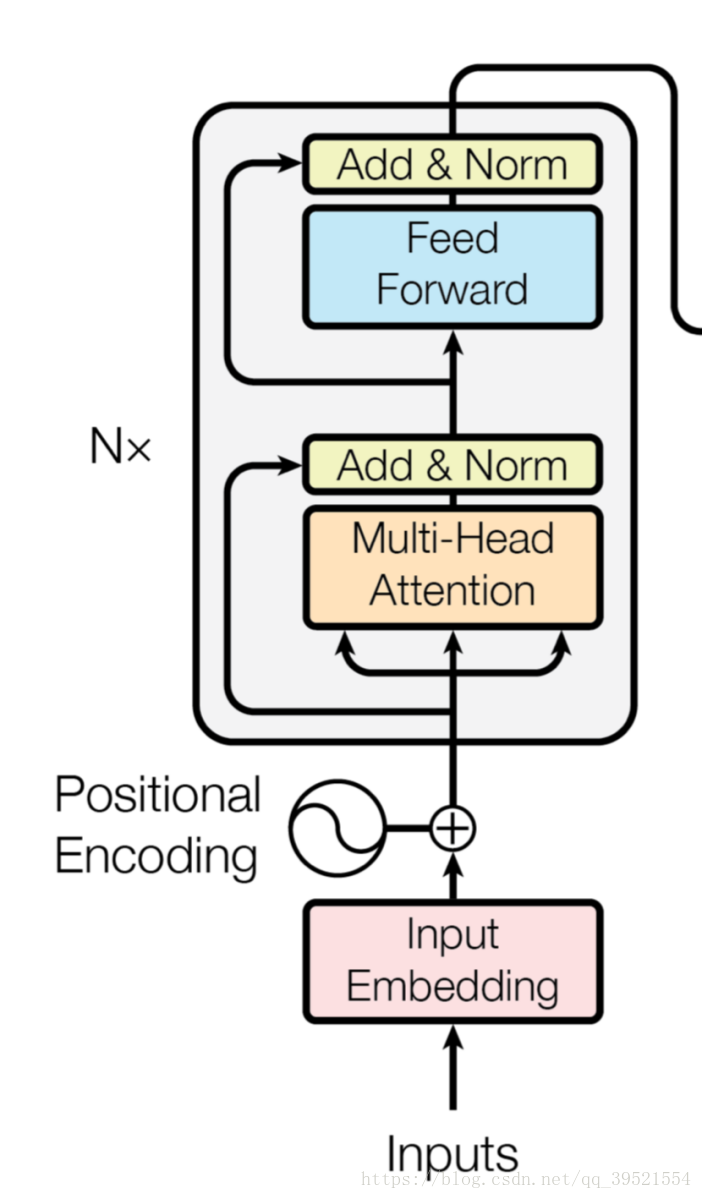 Add & Norm
Feed
Forward
Nx
Add & Norm
Multi-Head
Attention
Positional
Encoding
Input
Embedding
Inputs
https://blog.csdn.net/qq_39521554